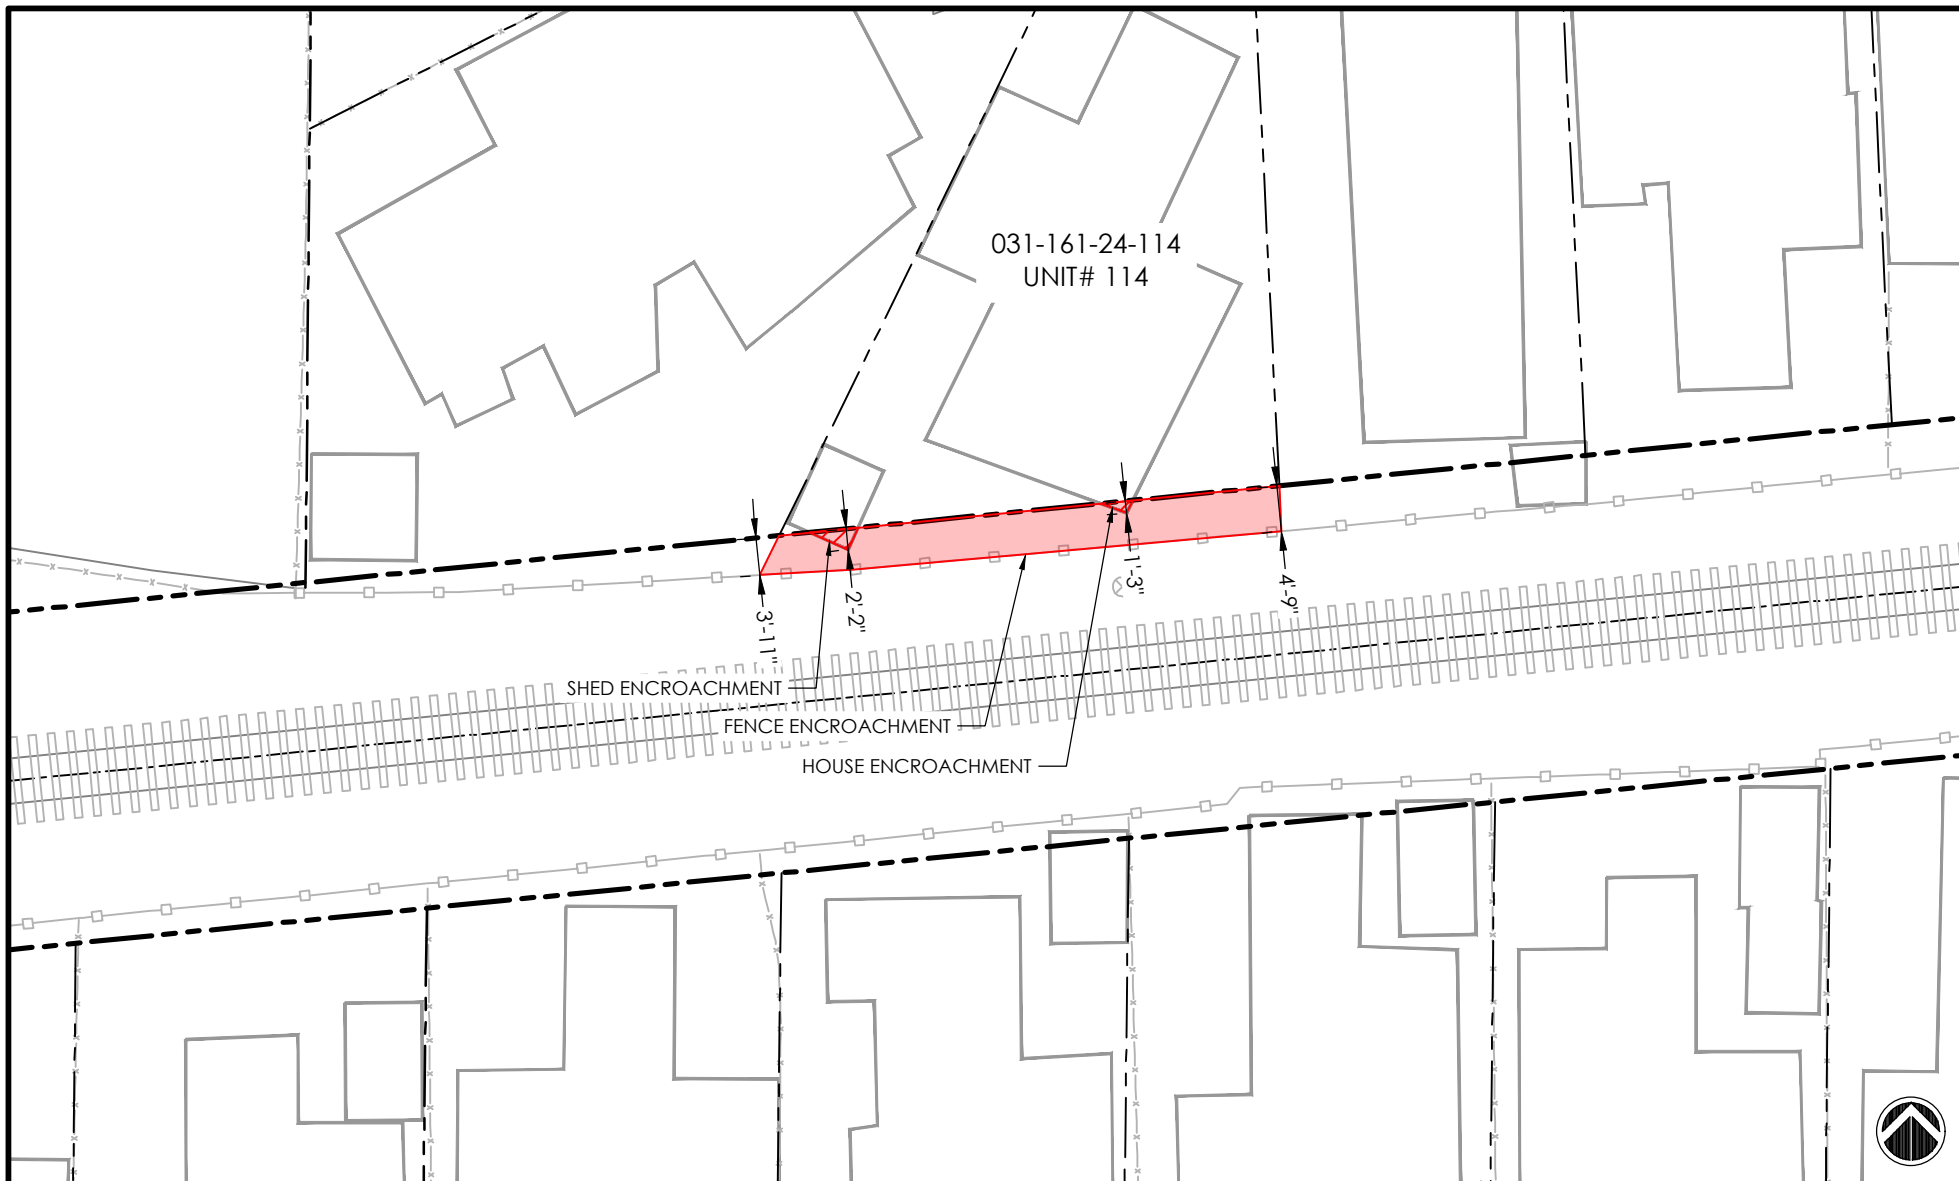 031-161-24-114
UNIT# 114
3'-11"
2'-2"
1'-3"
4'-9"
SHED ENCROACHMENT
FENCE ENCROACHMENT
HOUSE ENCROACHMENT